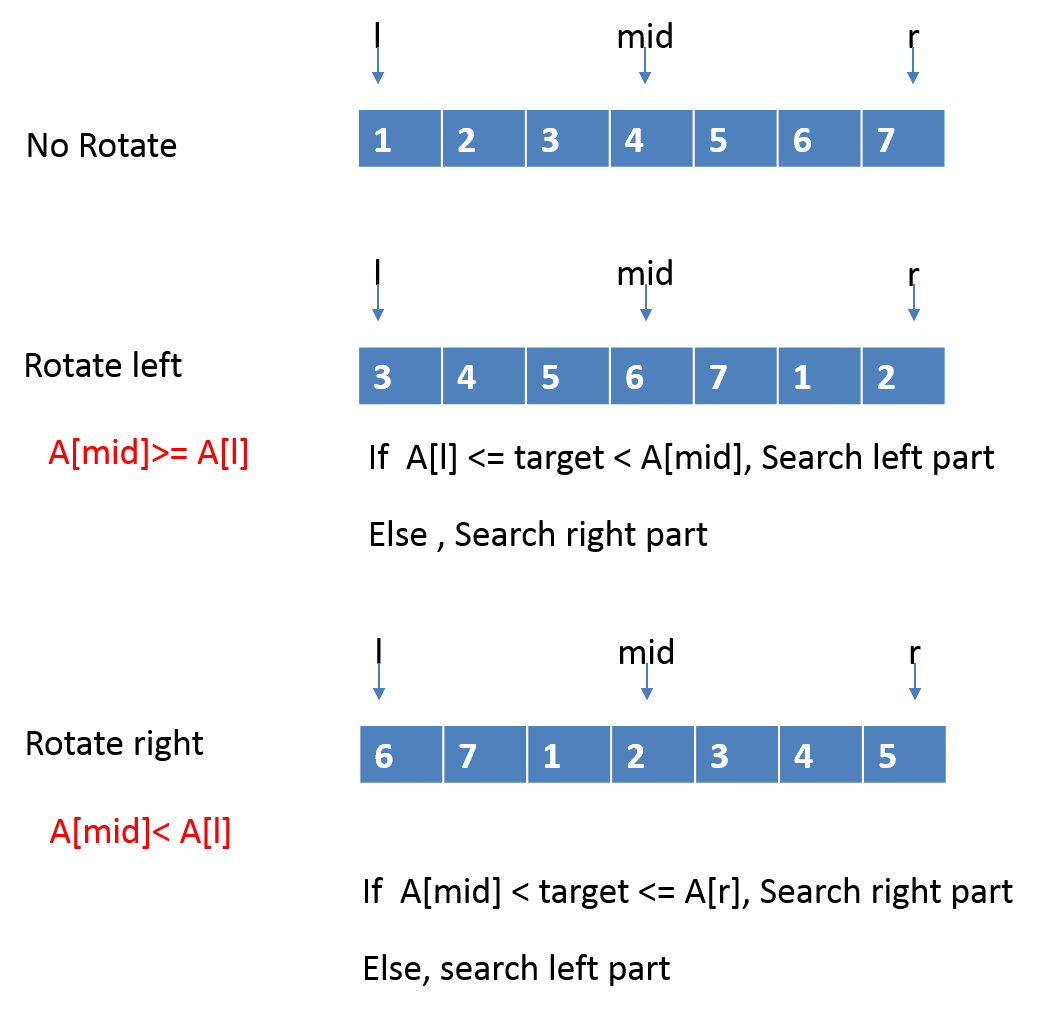 l mid r
No Rotate 1 2 3 4 5 6 7
l mid r
Rotate left 3 4 5 6 7 1 2
A[mid]>= A[l] If A[l] <= target < A[mid], Search left part
Else , Search right part
l mid r
Rotate right 6 7 1 2 3 4 5
A[mid]< A[l]
If A[mid] < target <= A[r], Search right part
Else, search left part